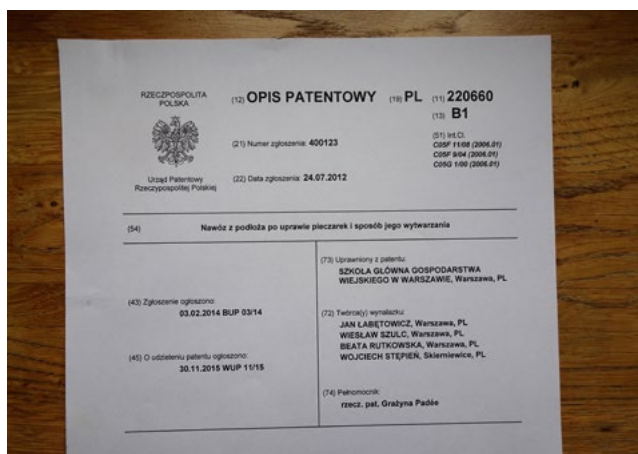 RZECZPOSPOLITA
POLSKA
Urząd Patentowy
Rzeczypospolitej Polskiej
(12) OPIS PATENTOWY (19) PL (11) 220660
(13) B1
(21) Numer zgłoszenia: 400123
(22) Data zgłoszenia: 24.07.2012
(51) Int.Cl.
C05F 11/08 (2006.01)
C05F 9/04 (2006.01)
C05G 1/00 (2006.01)
(54) Nawóz z podłoża po uprawie pieczarek i sposób jego wytwarzania
(43) Zgłoszenie ogłoszono:
03.02.2014 BUP 03/14
(45) O udzieleniu patentu ogłoszono:
30.11.2015 WUP 11/15
(73) Uprawniony z patentu:
SZKOŁA GŁÓWNA GOSPODARSTWA
WIEJSKIEGO W WARSZAWIE, Warszawa, PL
(72) Twórca(y) wynalazku:
JAN ŁABĘTOWICZ, Warszawa, PL
WIESŁAW SZULC, Warszawa, PL
BEATA RUTKOWSKA, Warszawa, PL
WOJCIECH STĘPIEŃ, Skierniewice, PL
(74) Pełnomocnik:
rzecz. pat. Grażyna Padée